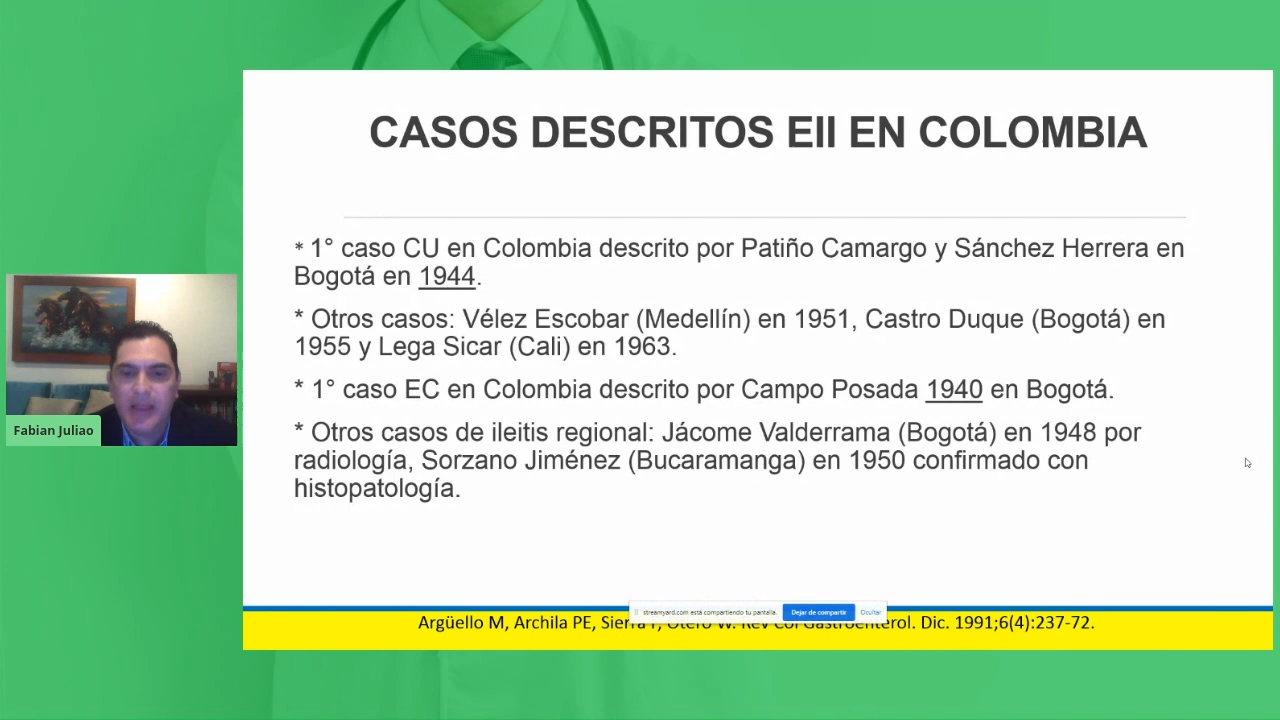 CASOS DESCRITOS EII EN COLOMBIA
* 1° caso CU en Colombia descrito por Patiño Camargo y Sánchez Herrera en
Bogotá en 1944.
* Otros casos: Vélez Escobar (Medellín) en 1951, Castro Duque (Bogotá) en
1955 y Lega Sicar (Cali) en 1963.
* 1° caso EC en Colombia descrito por Campo Posada 1940 en Bogotá.
* Otros casos de ileitis regional: Jácome Valderrama (Bogotá) en 1948 por
radiología, Sorzano Jiménez (Bucaramanga) en 1950 confirmado con
histopatología.
Fabian Juliao
streamyard.com está compartiendo tu pantalla. Dejar de compartir Ocultar
Argüello M, Archila PE, Sierra F, Otero W. Rev Col Gastroenterol. Dic. 1991;6(4):237-72.